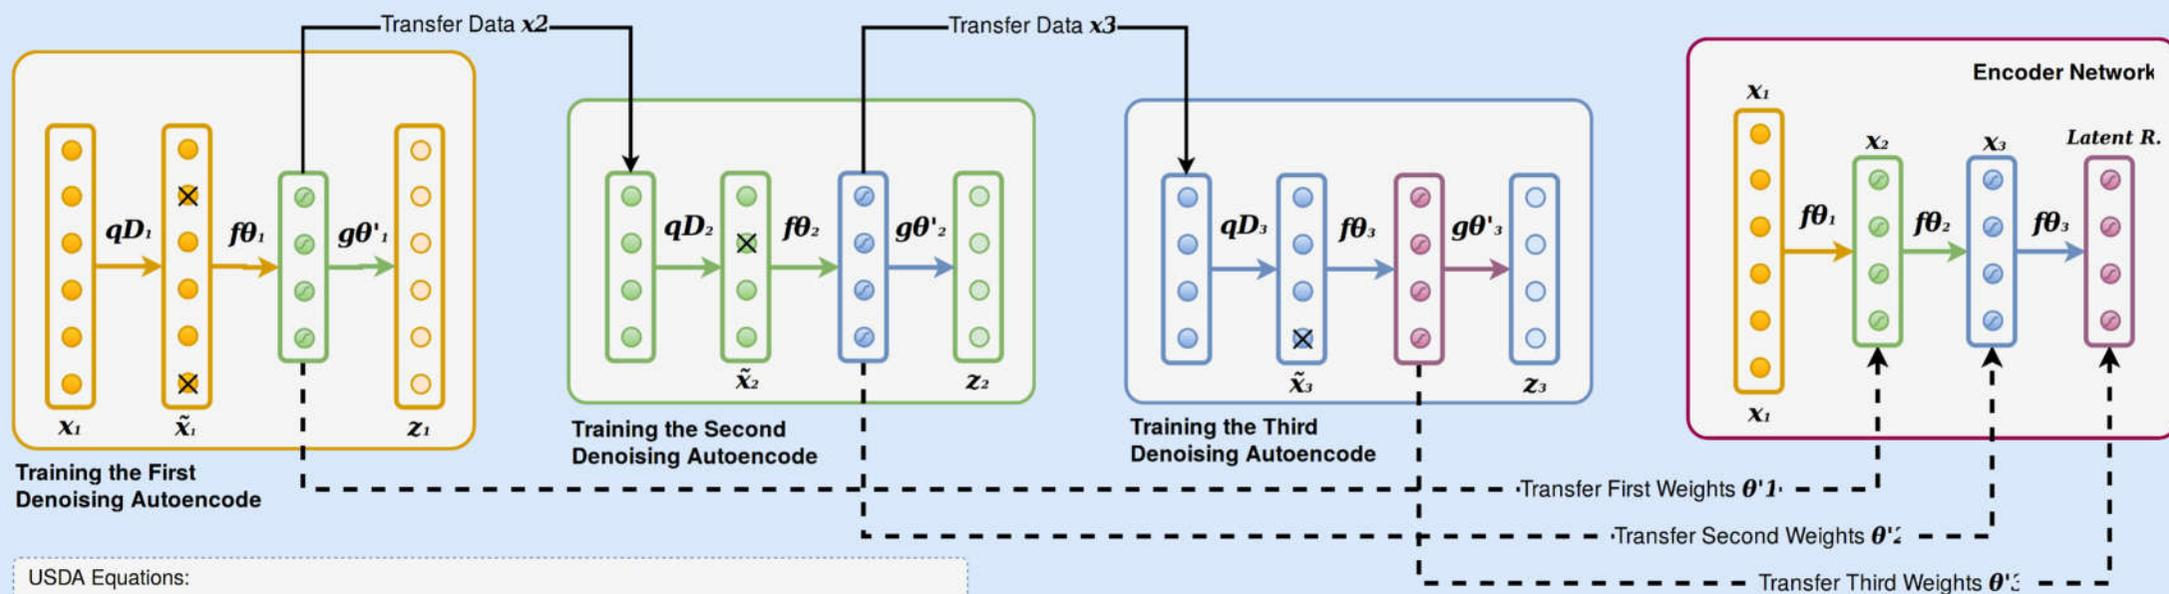 Transfer Data x2
Transfer Data x3
Encoder Network
x₁
x₂
x₃
Latent R.
qD₁
fθ₁
gθ'₁
qD₂
fθ₂
gθ'₂
qD₃
fθ₃
gθ'₃
fθ₁
fθ₂
fθ₃
x₁
x̃₁
z₁
x̃₂
z₂
x̃₃
z₃
x₁
Training the First
Denoising Autoencode
Training the Second
Denoising Autoencode
Training the Third
Denoising Autoencode
Transfer First Weights θ'1
Transfer Second Weights θ'2
Transfer Third Weights θ'3
USDA Equations: